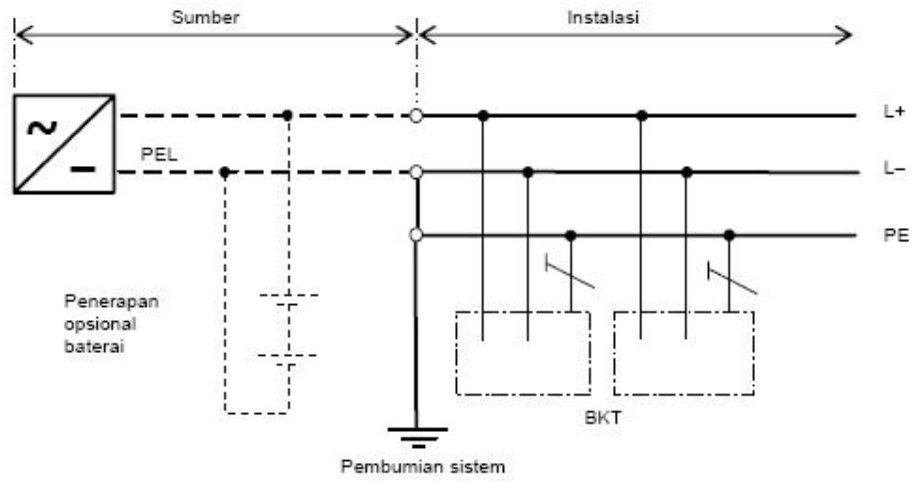 Sumber
Instalasi
L+
PEL
L–
PE
Penerapan
opsional
baterai
BKT
Pembumian sistem